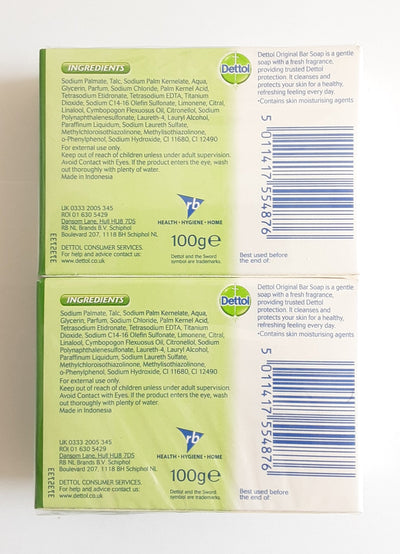 INGREDIENTS
Sodium Palmate, Talc, Sodium Palm Kernelate, Aqua,
Glycerin, Parfum, Sodium Chloride, Palm Kernel Acid,
Tetrasodium Etidronate, Tetrasodium EDTA, Titanium
Dioxide, Sodium C14-16 Olefin Sulfonate, Limonene, Citral,
Linalool, Cymbopogon Flexuosus Oil, Citronellol, Sodium
Polynaphthalenesulfonate, Laureth-4, Lauryl Alcohol,
Paraffinum Liquidum, Sodium Laureth Sulfate,
Methylchloroisothiazolinone, Methylisothiazolinone,
o-Phenylphenol, Sodium Hydroxide, CI 11680, CI 12490
For external use only.
Keep out of reach of children unless under adult supervision.
Avoid Contact with Eyes. If the product enters the eye, wash
out thoroughly with plenty of water.
Made in Indonesia
UK 0333 2005 345
ROI 01 630 5429
Dansom Lane, Hull HU8 7DS
RB NL Brands B.V. Schiphol
Boulevard 207, 1118 BH Schiphol NL
DETTOL CONSUMER SERVICES.
For help and advice contact us:
www.dettol.co.uk
3132133
rb
HEALTH • HYGIENE • HOME
100g e
Dettol and the Sword
symbol are trademarks.
Dettol
Dettol Original Bar Soap is a gentle
soap with a fresh fragrance,
providing trusted Dettol
protection. It cleanses and
protects your skin for a healthy,
refreshing feeling every day.
•Contains skin moisturising agents
5 011417 554876
Best used before
the end of:
INGREDIENTS
Sodium Palmate, Talc, Sodium Palm Kernelate, Aqua,
Glycerin, Parfum, Sodium Chloride, Palm Kernel Acid,
Tetrasodium Etidronate, Tetrasodium EDTA, Titanium
Dioxide, Sodium C14-16 Olefin Sulfonate, Limonene, Citral,
Linalool, Cymbopogon Flexuosus Oil, Citronellol, Sodium
Polynaphthalenesulfonate, Laureth-4, Lauryl Alcohol,
Paraffinum Liquidum, Sodium Laureth Sulfate,
Methylchloroisothiazolinone, Methylisothiazolinone,
o-Phenylphenol, Sodium Hydroxide, CI 11680, CI 12490
For external use only.
Keep out of reach of children unless under adult supervision.
Avoid Contact with Eyes. If the product enters the eye, wash
out thoroughly with plenty of water.
Made in Indonesia
UK 0333 2005 345
ROI 01 630 5429
Dansom Lane, Hull HU8 7DS
RB NL Brands B.V. Schiphol
Boulevard 207, 1118 BH Schiphol NL
DETTOL CONSUMER SERVICES.
For help and advice contact us:
www.dettol.co.uk
3132133
rb
HEALTH • HYGIENE • HOME
100g e
Dettol and the Sword
symbol are trademarks.
Dettol
Dettol Original Bar Soap is a gentle
soap with a fresh fragrance,
providing trusted Dettol
protection. It cleanses and
protects your skin for a healthy,
refreshing feeling every day.
•Contains skin moisturising agents
5 011417 554876
Best used before
the end of: